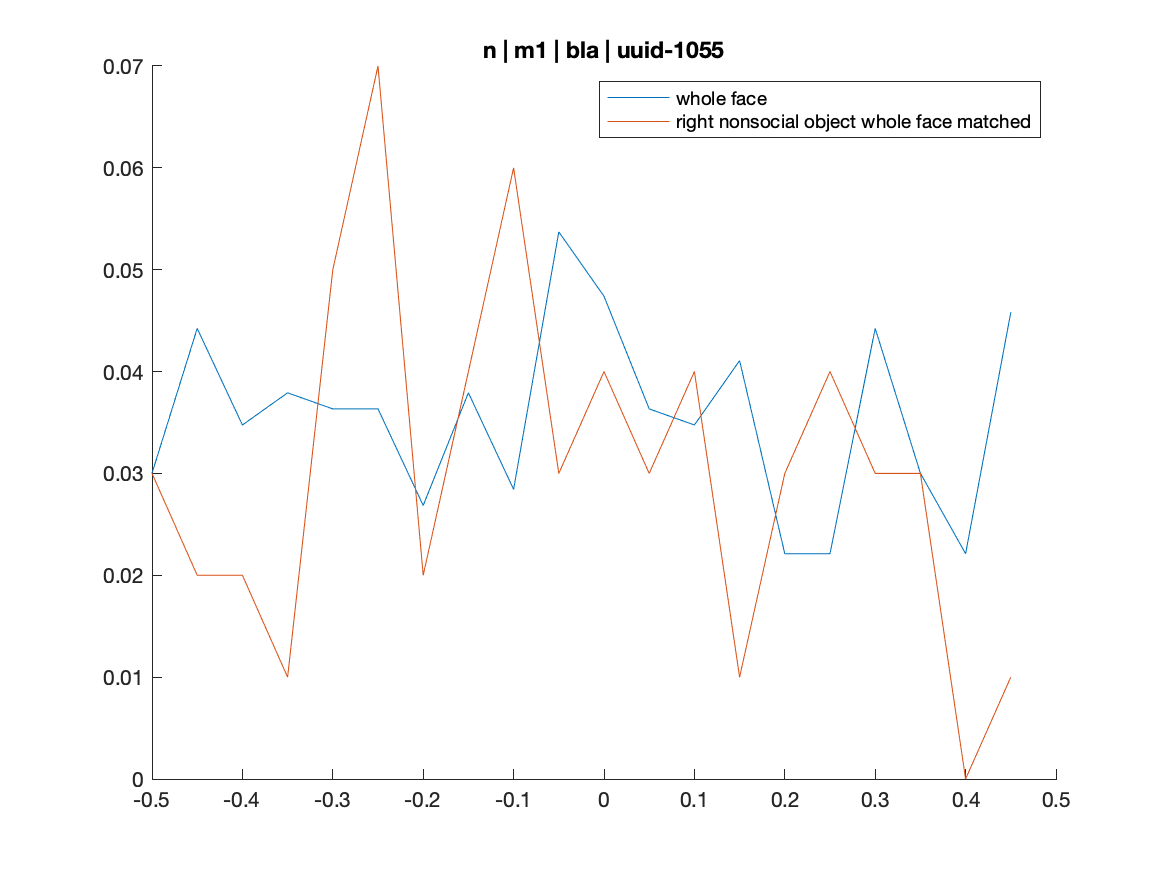 n | m1 | bla | uuid-1055
whole face
right nonsocial object whole face matched
0.07
0.06
0.05
0.04
0.03
0.02
0.01
0
-0.5 -0.4 -0.3 -0.2 -0.1 0 0.1 0.2 0.3 0.4 0.5